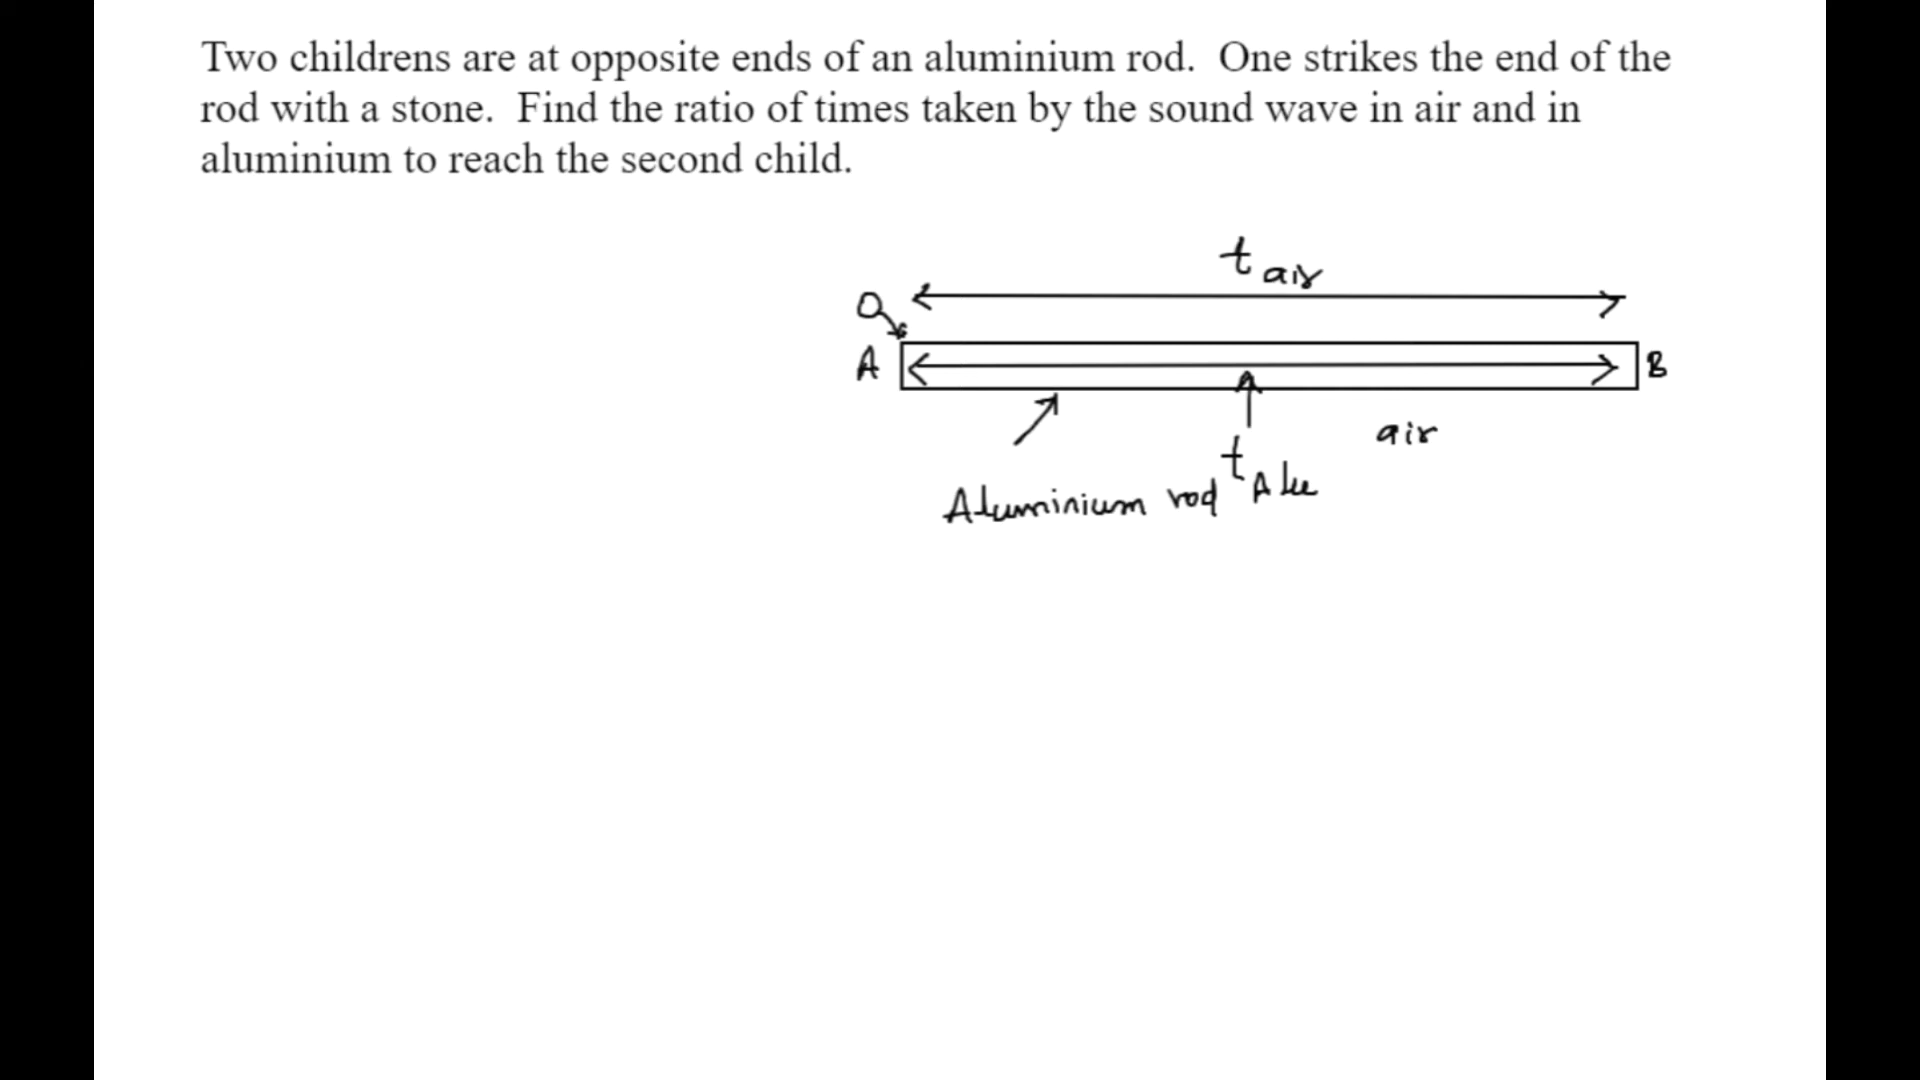 Two childrens are at opposite ends of an aluminium rod. One strikes the end of the
rod with a stone. Find the ratio of times taken by the sound wave in air and in
aluminium to reach the second child.
t air
A B
air
t Alu
Aluminium rod